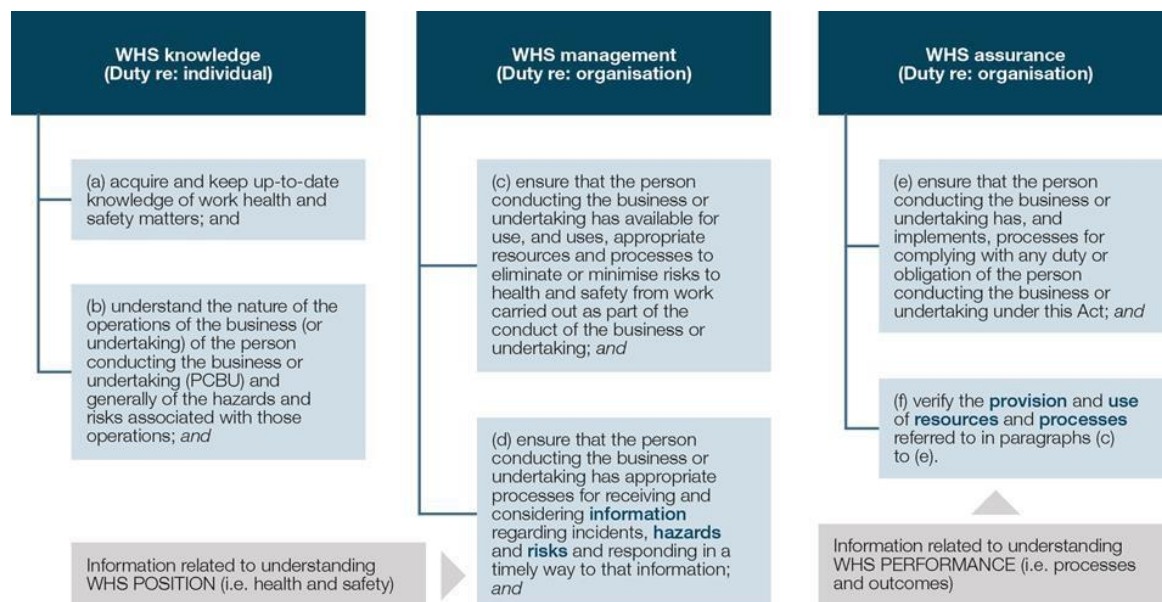 WHS knowledge
(Duty re: individual)
(a) acquire and keep up-to-date
knowledge of work health and
safety matters; and
(b) understand the nature of the
operations of the business (or
undertaking) of the person
conducting the business or
undertaking (PCBU) and
generally of the hazards and
risks associated with those
operations; and
Information related to understanding
WHS POSITION (i.e. health and safety)
WHS management
(Duty re: organisation)
(c) ensure that the person
conducting the business or
undertaking has available for
use, and uses, appropriate
resources and processes to
eliminate or minimise risks to
health and safety from work
carried out as part of the
conduct of the business or
undertaking; and
(d) ensure that the person
conducting the business or
undertaking has appropriate
processes for receiving and
considering information
regarding incidents, hazards
and risks and responding in a
timely way to that information;
and
WHS assurance
(Duty re: organisation)
(e) ensure that the person
conducting the business or
undertaking has, and
implements, processes for
complying with any duty or
obligation of the person
conducting the business or
undertaking under this Act; and
(f) verify the provision and use
of resources and processes
referred to in paragraphs (c)
to (e).
Information related to understanding
WHS PERFORMANCE (i.e. processes
and outcomes)